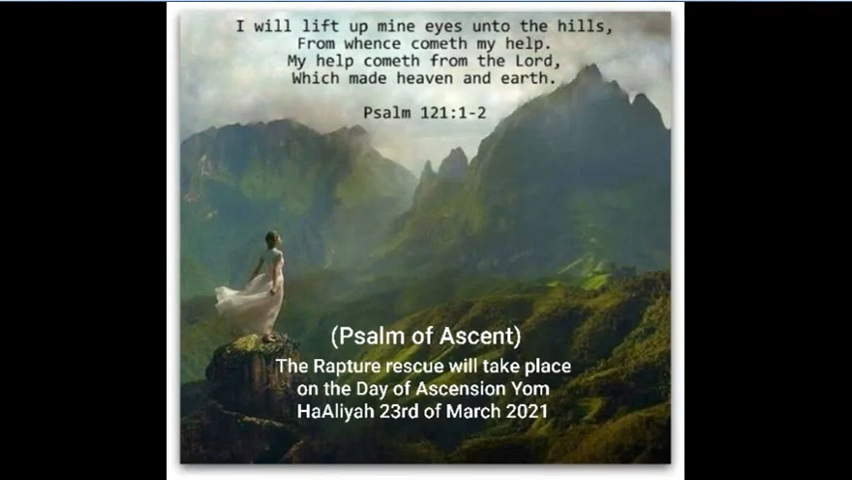 I will lift up mine eyes unto the hills,
From whence cometh my help.
My help cometh from the Lord,
Which made heaven and earth.
Psalm 121:1-2
(Psalm of Ascent)
The Rapture rescue will take place
on the Day of Ascension Yom
HaAliyah 23rd of March 2021